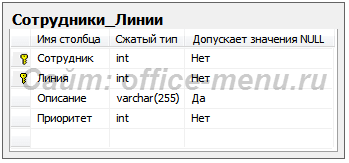 Сотрудники_Линии
Имя столбца Сжатый тип Допускает значения NULL
Сотрудник int Нет
Линия int Нет
Описание varchar(255) Да
Приоритет int Нет
Сайт: office-menu.ru